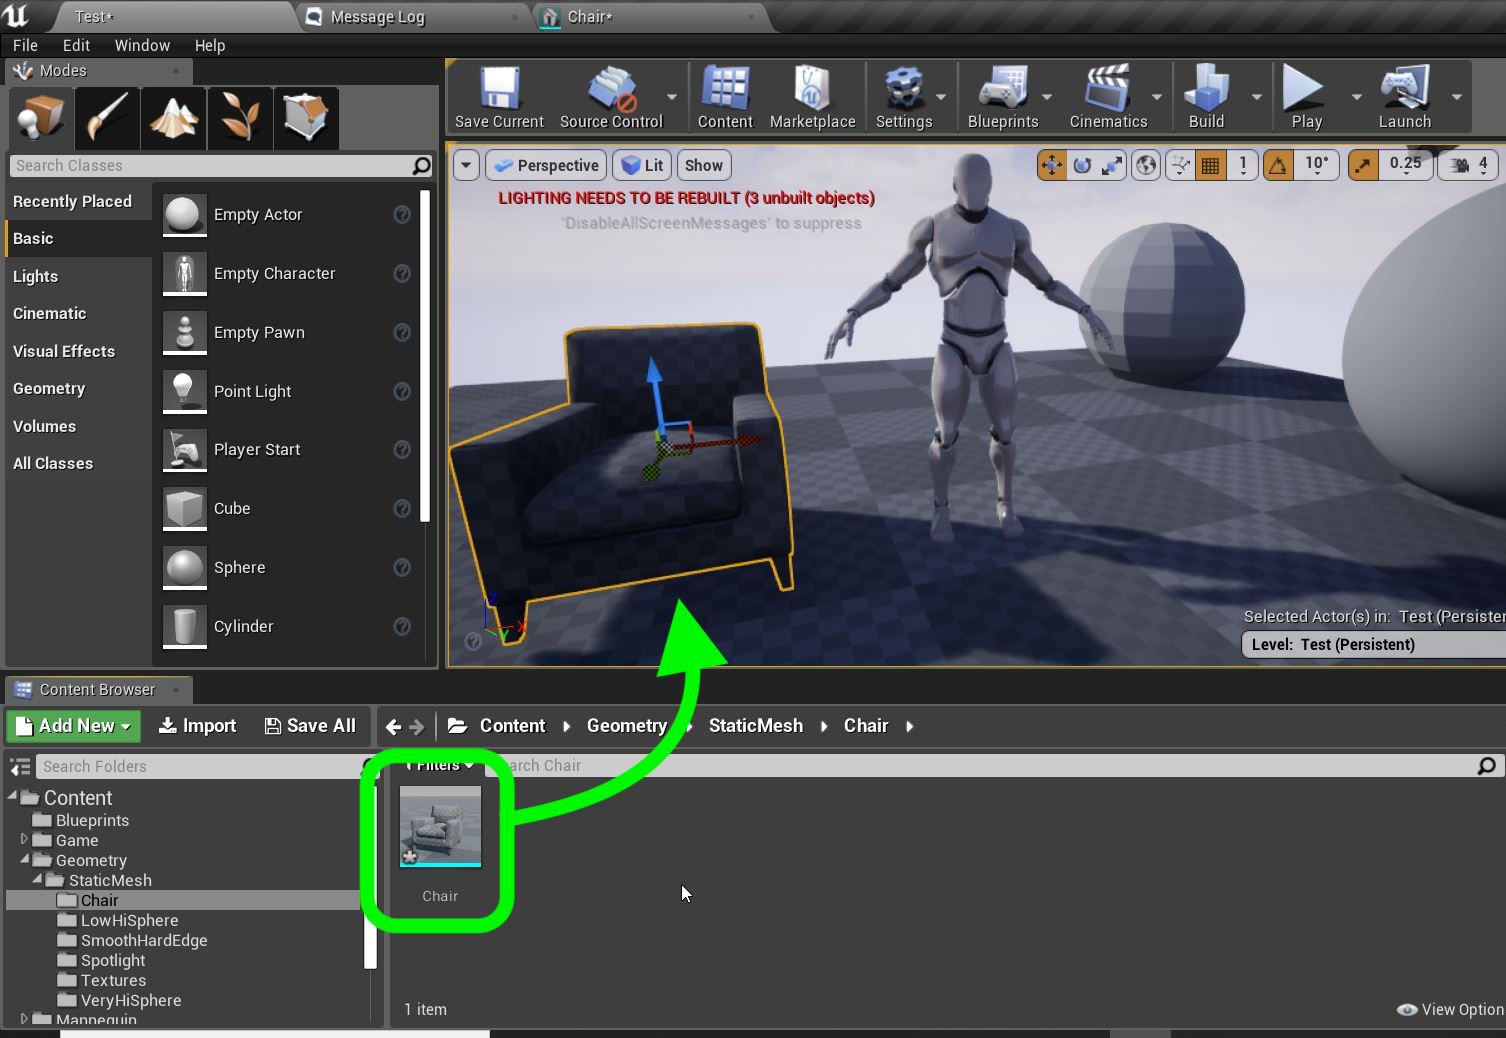 Test*
Message Log
Chair*
File Edit Window Help
Modes
Save Current
Source Control
Content
Marketplace
Settings
Blueprints
Cinematics
Build
Play
Launch
Search Classes
Recently Placed
Basic
Lights
Cinematic
Visual Effects
Geometry
Volumes
All Classes
Empty Actor
Empty Character
Empty Pawn
Point Light
Player Start
Cube
Sphere
Cylinder
Perspective
Lit
Show
1
10°
0.25
4
LIGHTING NEEDS TO BE REBUILT (3 unbuilt objects)
'DisableAllScreenMessages' to suppress
Z
X
Y
Selected Actor(s) in: Test (Persister
Level: Test (Persistent)
Content Browser
Add New
Import
Save All
Content
Geometry
StaticMesh
Chair
Search Folders
Filters
arch Chair
Content
Blueprints
Game
Geometry
StaticMesh
Chair
LowHiSphere
SmoothHardEdge
Spotlight
Textures
VeryHiSphere
Mannequin
Chair
1 item
View Option